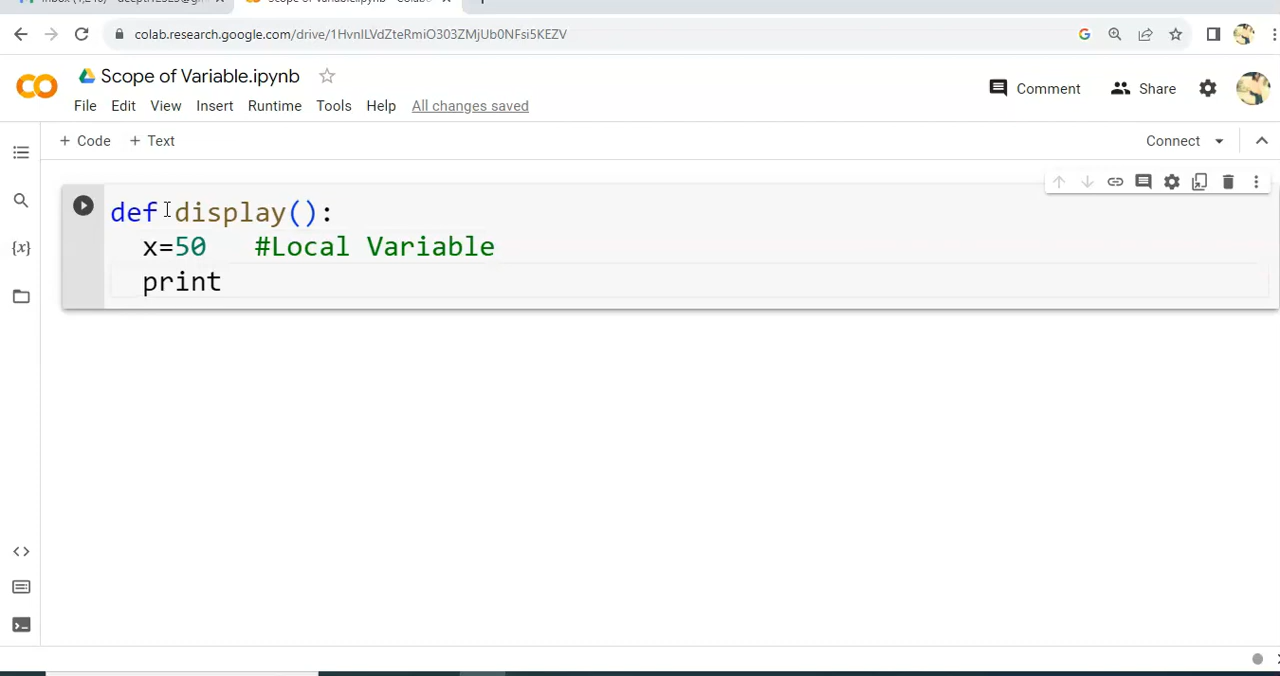 colab.research.google.com/drive/1HvnILVdZteRmiO303ZMjUb0NFsi5KEZV
Scope of Variable.ipynb
Comment
Share
File Edit View Insert Runtime Tools Help All changes saved
+ Code + Text
Connect
{x}
def display():
x=50 #Local Variable
print